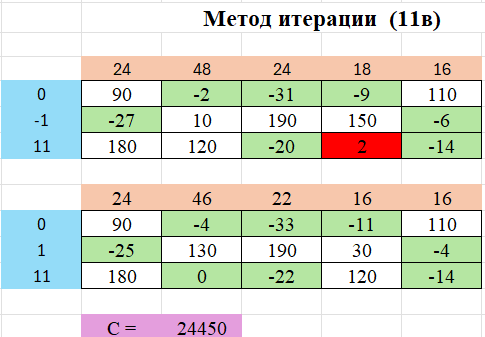 Метод итерации (11в)
24 48 24 18 16
0 90 -2 -31 -9 110
-1 -27 10 190 150 -6
11 180 120 -20 2 -14
24 46 22 16 16
0 90 -4 -33 -11 110
1 -25 130 190 30 -4
11 180 0 -22 120 -14
C = 24450